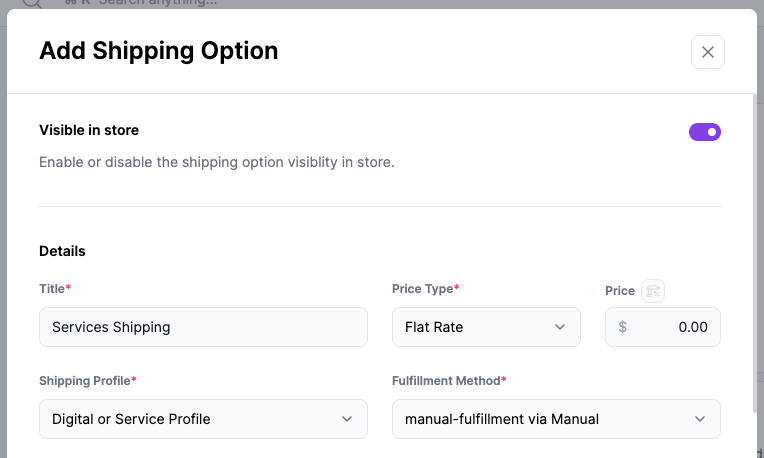 ⌘ K Search anything...
Add Shipping Option
Visible in store
Enable or disable the shipping option visiblity in store.
Details
Title*
Price Type*
Price
Services Shipping
Flat Rate
$ 0.00
Shipping Profile*
Fulfillment Method*
Digital or Service Profile
manual-fulfillment via Manual